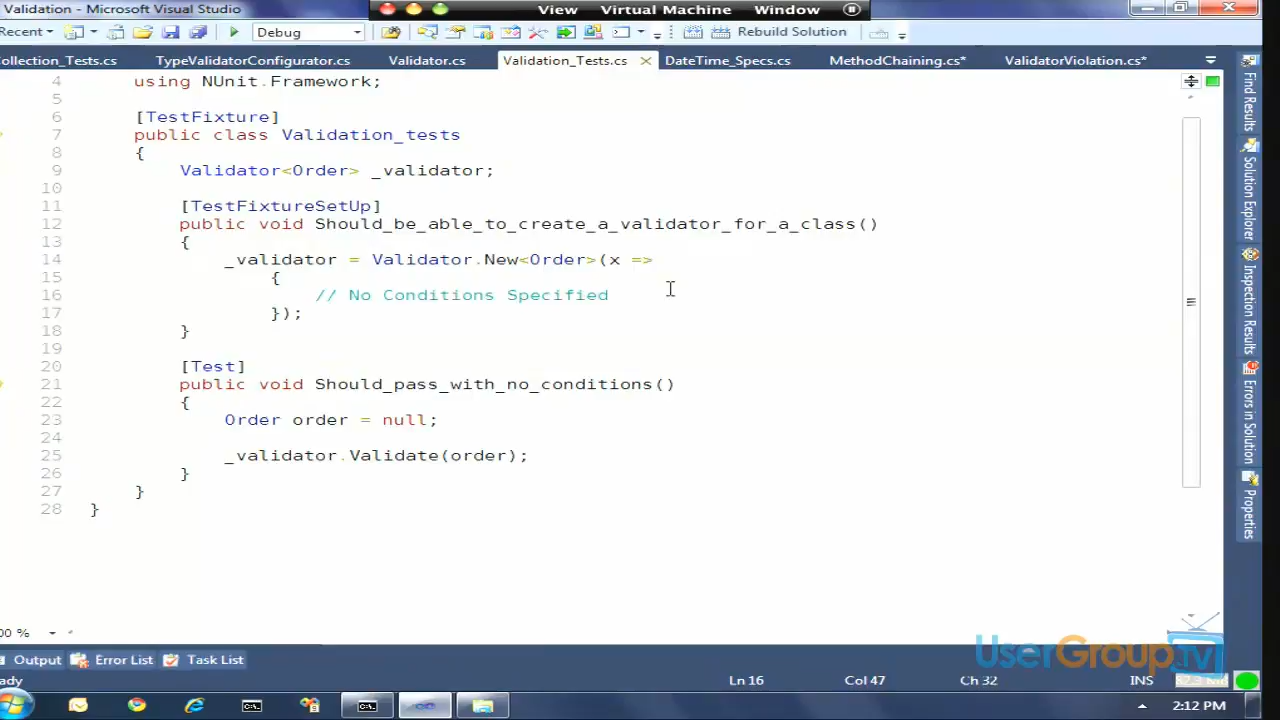 Validation - Microsoft Visual Studio
View Virtual Machine Window
Recent Debug Rebuild Solution
ollection_Tests.cs TypeValidatorConfigurator.cs Validator.cs Validation_Tests.cs DateTime_Specs.cs MethodChaining.cs* ValidatorViolation.cs*
4 using NUnit.Framework;
5
6 [TestFixture]
7 public class Validation_tests
8 {
9 Validator<Order> _validator;
10
11 [TestFixtureSetUp]
12 public void Should_be_able_to_create_a_validator_for_a_class()
13 {
14 _validator = Validator.New<Order>(x =>
15 {
16 // No Conditions Specified
17 });
18 }
19
20 [Test]
21 public void Should_pass_with_no_conditions()
22 {
23 Order order = null;
24
25 _validator.Validate(order);
26 }
27 }
28 }
Find Results
Solution Explorer
Inspection Results
Errors in Solution
Properties
00 %
UserGroup.tv
Output Error List Task List
ady Ln 16 Col 47 Ch 32 INS
2:12 PM